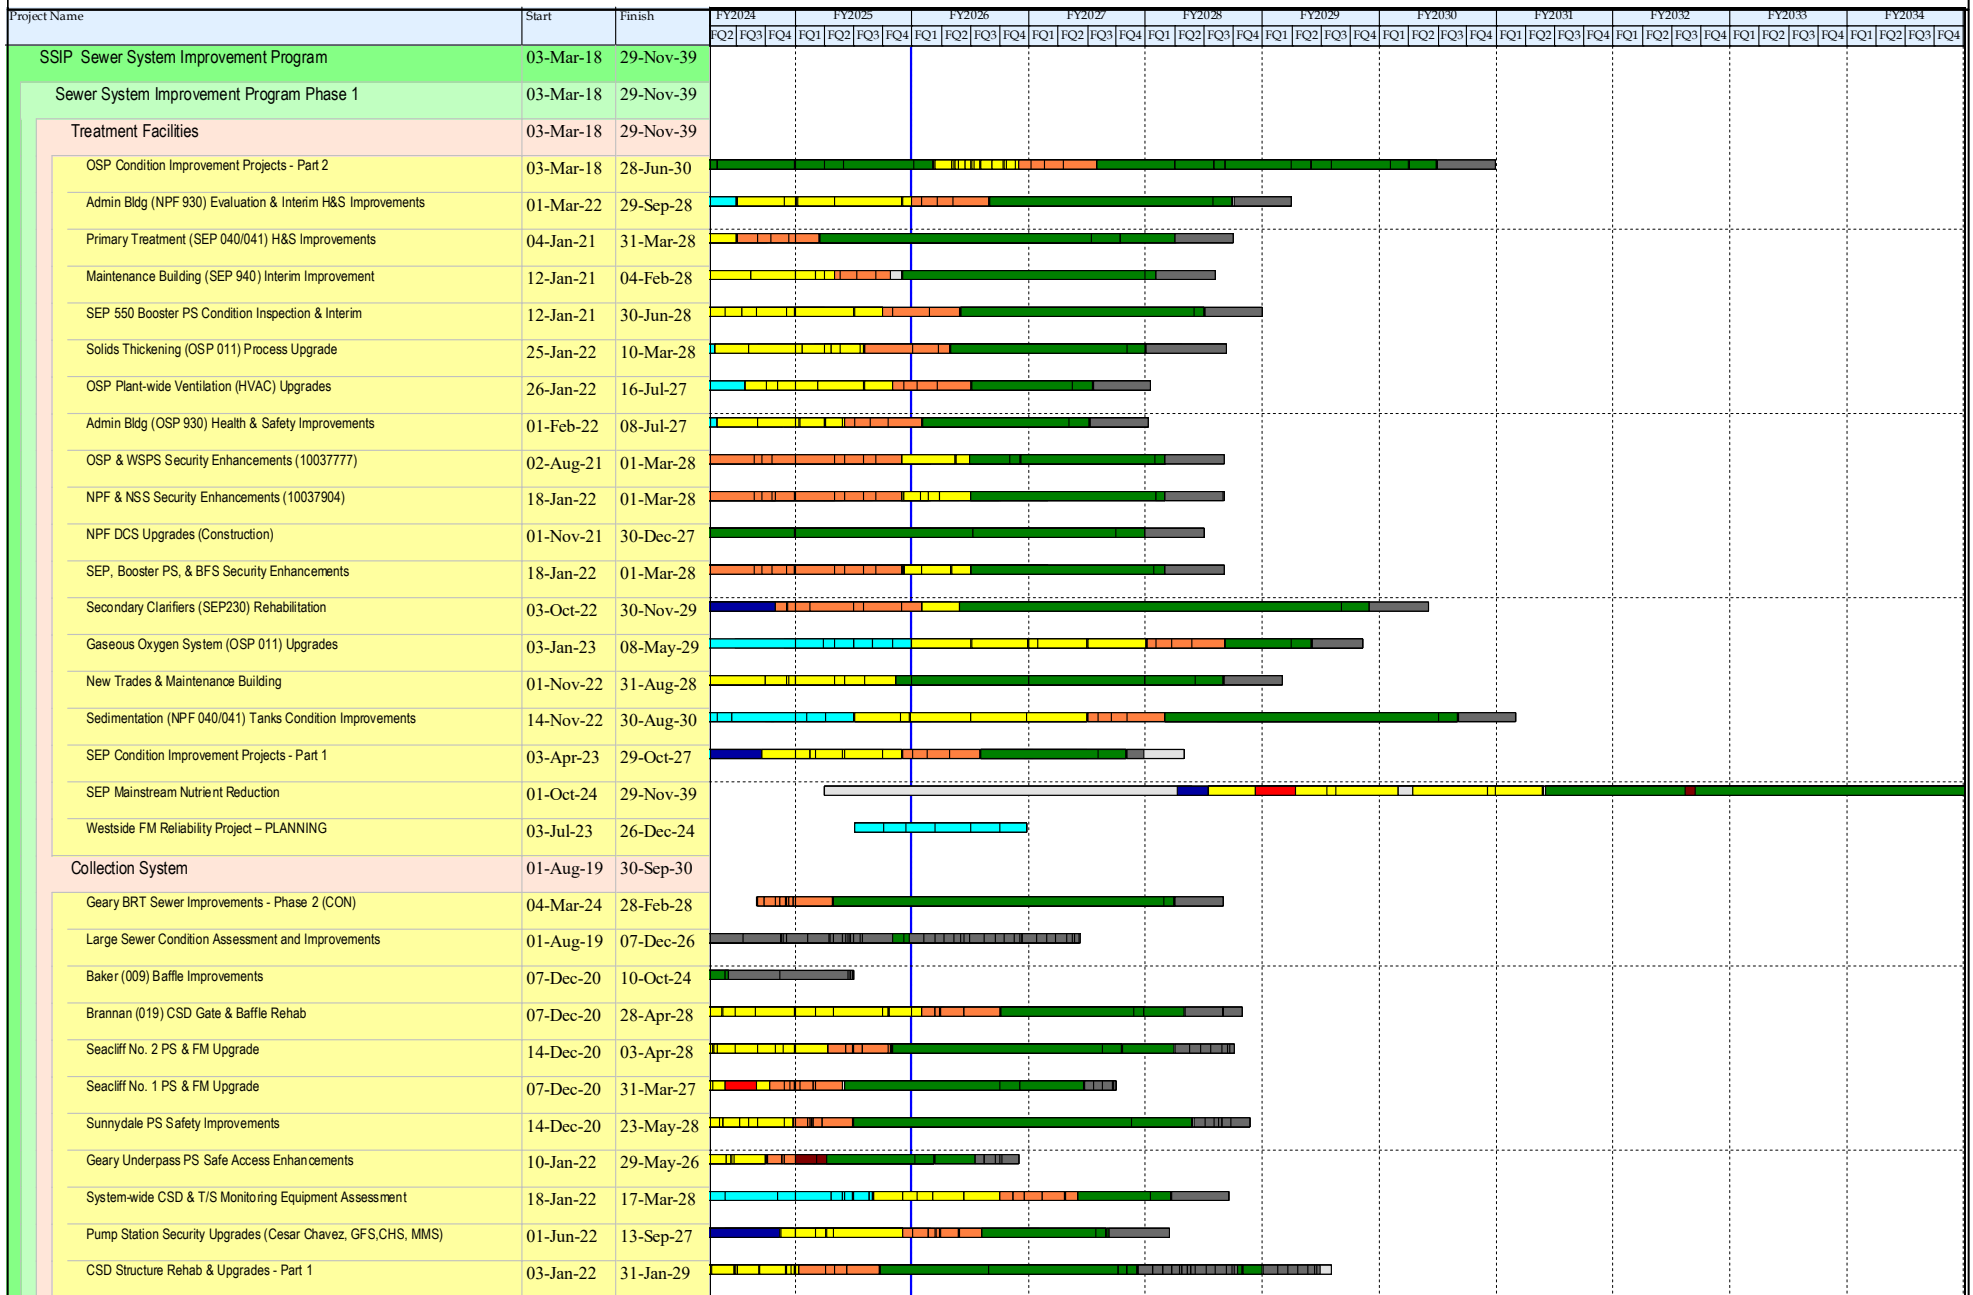 Project Name Start Finish FY2024 FY2025 FY2026 FY2027 FY2028 FY2029 FY2030 FY2031 FY2032 FY2033 FY2034
FQ2 FQ3 FQ4 FQ1 FQ2 FQ3 FQ4 FQ1 FQ2 FQ3 FQ4 FQ1 FQ2 FQ3 FQ4 FQ1 FQ2 FQ3 FQ4 FQ1 FQ2 FQ3 FQ4 FQ1 FQ2 FQ3 FQ4 FQ1 FQ2 FQ3 FQ4 FQ1 FQ2 FQ3 FQ4 FQ1 FQ2 FQ3 FQ4 FQ1 FQ2 FQ3 FQ4
SSIP Sewer System Improvement Program 03-Mar-18 29-Nov-39
Sewer System Improvement Program Phase 1 03-Mar-18 29-Nov-39
Treatment Facilities 03-Mar-18 29-Nov-39
OSP Condition Improvement Projects - Part 2 03-Mar-18 28-Jun-30
Admin Bldg (NPF 930) Evaluation & Interim H&S Improvements 01-Mar-22 29-Sep-28
Primary Treatment (SEP 040/041) H&S Improvements 04-Jan-21 31-Mar-28
Maintenance Building (SEP 940) Interim Improvement 12-Jan-21 04-Feb-28
SEP 550 Booster PS Condition Inspection & Interim 12-Jan-21 30-Jun-28
Solids Thickening (OSP 011) Process Upgrade 25-Jan-22 10-Mar-28
OSP Plant-wide Ventilation (HVAC) Upgrades 26-Jan-22 16-Jul-27
Admin Bldg (OSP 930) Health & Safety Improvements 01-Feb-22 08-Jul-27
OSP & WSPS Security Enhancements (10037777) 02-Aug-21 01-Mar-28
NPF & NSS Security Enhancements (10037904) 18-Jan-22 01-Mar-28
NPF DCS Upgrades (Construction) 01-Nov-21 30-Dec-27
SEP, Booster PS, & BFS Security Enhancements 18-Jan-22 01-Mar-28
Secondary Clarifiers (SEP230) Rehabilitation 03-Oct-22 30-Nov-29
Gaseous Oxygen System (OSP 011) Upgrades 03-Jan-23 08-May-29
New Trades & Maintenance Building 01-Nov-22 31-Aug-28
Sedimentation (NPF 040/041) Tanks Condition Improvements 14-Nov-22 30-Aug-30
SEP Condition Improvement Projects - Part 1 03-Apr-23 29-Oct-27
SEP Mainstream Nutrient Reduction 01-Oct-24 29-Nov-39
Westside FM Reliability Project – PLANNING 03-Jul-23 26-Dec-24
Collection System 01-Aug-19 30-Sep-30
Geary BRT Sewer Improvements - Phase 2 (CON) 04-Mar-24 28-Feb-28
Large Sewer Condition Assessment and Improvements 01-Aug-19 07-Dec-26
Baker (009) Baffle Improvements 07-Dec-20 10-Oct-24
Brannan (019) CSD Gate & Baffle Rehab 07-Dec-20 28-Apr-28
Seacliff No. 2 PS & FM Upgrade 14-Dec-20 03-Apr-28
Seacliff No. 1 PS & FM Upgrade 07-Dec-20 31-Mar-27
Sunnydale PS Safety Improvements 14-Dec-20 23-May-28
Geary Underpass PS Safe Access Enhancements 10-Jan-22 29-May-26
System-wide CSD & T/S Monitoring Equipment Assessment 18-Jan-22 17-Mar-28
Pump Station Security Upgrades (Cesar Chavez, GFS,CHS, MMS) 01-Jun-22 13-Sep-27
CSD Structure Rehab & Upgrades - Part 1 03-Jan-22 31-Jan-29